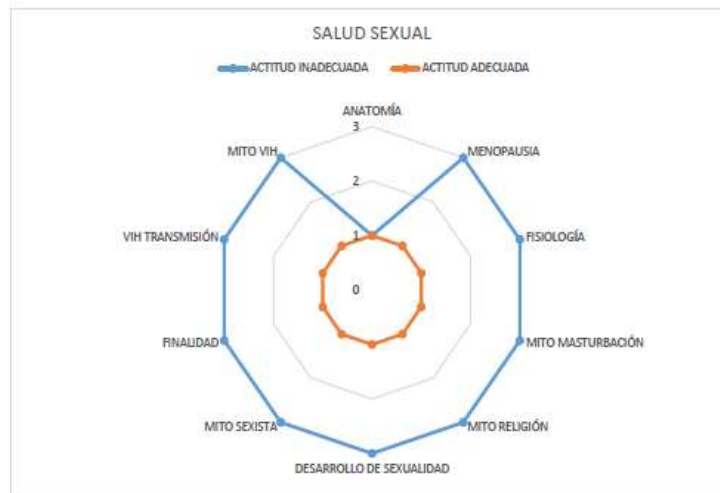 SALUD SEXUAL
ACTITUD INADECUADA ACTITUD ADECUADA
ANATOMÍA
3
MITO VIH MENOPAUSIA
2
VIH TRANSMISIÓN 1 FISIOLOGÍA
0
FINALIDAD MITO MASTURBACIÓN
MITO SEXISTA MITO RELIGIÓN
DESARROLLO DE SEXUALIDAD